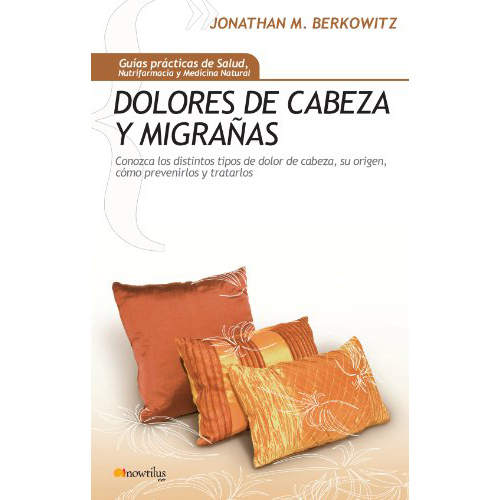 JONATHAN M. BERKOWITZ
Guías prácticas de Salud,
Nutrifarmacia y Medicina Natural
DOLORES DE CABEZA
Y MIGRAÑAS
Conozca los distintos tipos de dolor de cabeza, su origen,
cómo prevenirlos y tratarlos
nowtilus